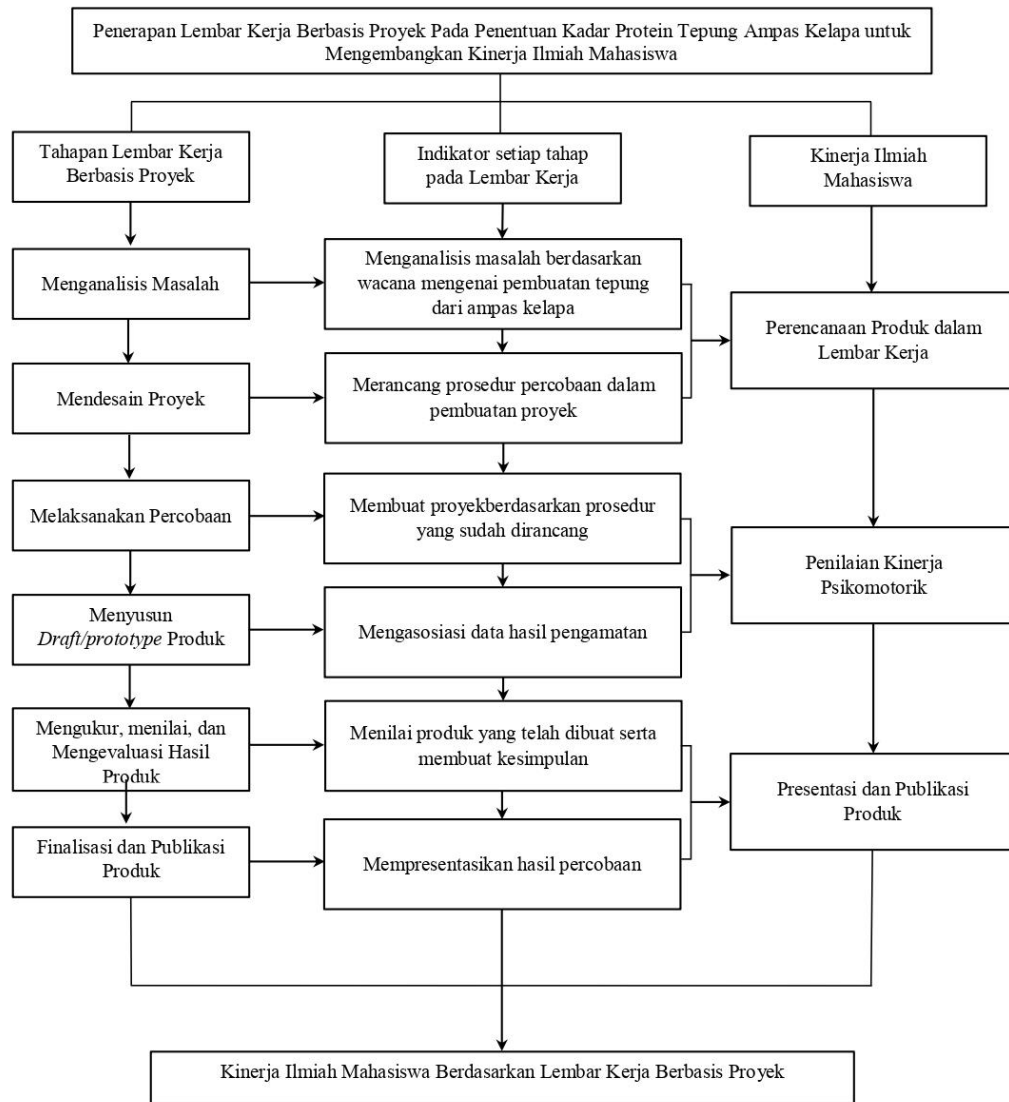 Penerapan Lembar Kerja Berbasis Proyek Pada Penentuan Kadar Protein Tepung Ampas Kelapa untuk
Mengembangkan Kinerja Ilmiah Mahasiswa
Tahapan Lembar Kerja
Berbasis Proyek
Indikator setiap tahap
pada Lembar Kerja
Kinerja Ilmiah
Mahasiswa
Menganalisis Masalah
Menganalisis masalah berdasarkan
wacana mengenai pembuatan tepung
dari ampas kelapa
Perencanaan Produk dalam
Lembar Kerja
Mendesain Proyek
Merancang prosedur percobaan dalam
pembuatan proyek
Melaksanakan Percobaan
Membuat proyekberdasarkan prosedur
yang sudah dirancang
Penilaian Kinerja
Psikomotorik
Menyusun
Draft/prototype Produk
Mengasosiasi data hasil pengamatan
Mengukur, menilai, dan
Mengevaluasi Hasil
Produk
Menilai produk yang telah dibuat serta
membuat kesimpulan
Presentasi dan Publikasi
Produk
Finalisasi dan Publikasi
Produk
Mempresentasikan hasil percobaan
Kinerja Ilmiah Mahasiswa Berdasarkan Lembar Kerja Berbasis Proyek